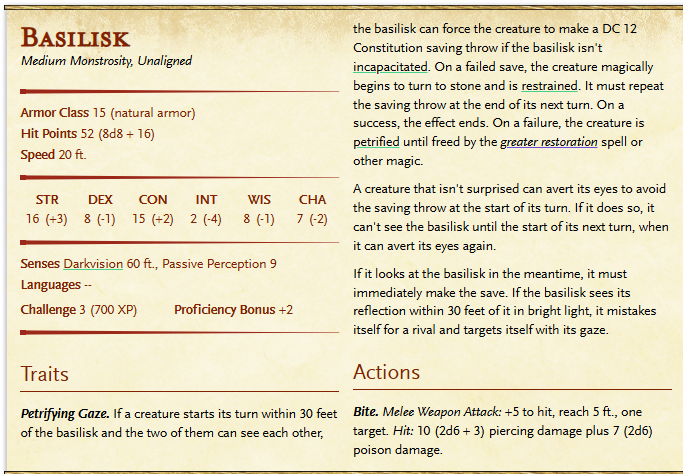 Basilisk
Medium Monstrosity, Unaligned
Armor Class 15 (natural armor)
Hit Points 52 (8d8 + 16)
Speed 20 ft.
STR DEX CON INT WIS CHA
16 (+3) 8 (-1) 15 (+2) 2 (-4) 8 (-1) 7 (-2)
Senses Darkvision 60 ft., Passive Perception 9
Languages --
Challenge 3 (700 XP) Proficiency Bonus +2
Traits
Petrifying Gaze. If a creature starts its turn within 30 feet
of the basilisk and the two of them can see each other,
the basilisk can force the creature to make a DC 12
Constitution saving throw if the basilisk isn't
incapacitated. On a failed save, the creature magically
begins to turn to stone and is restrained. It must repeat
the saving throw at the end of its next turn. On a
success, the effect ends. On a failure, the creature is
petrified until freed by the greater restoration spell or
other magic.
A creature that isn't surprised can avert its eyes to avoid
the saving throw at the start of its turn. If it does so, it
can't see the basilisk until the start of its next turn, when
it can avert its eyes again.
If it looks at the basilisk in the meantime, it must
immediately make the save. If the basilisk sees its
reflection within 30 feet of it in bright light, it mistakes
itself for a rival and targets itself with its gaze.
Actions
Bite. Melee Weapon Attack: +5 to hit, reach 5 ft., one
target. Hit: 10 (2d6 + 3) piercing damage plus 7 (2d6)
poison damage.